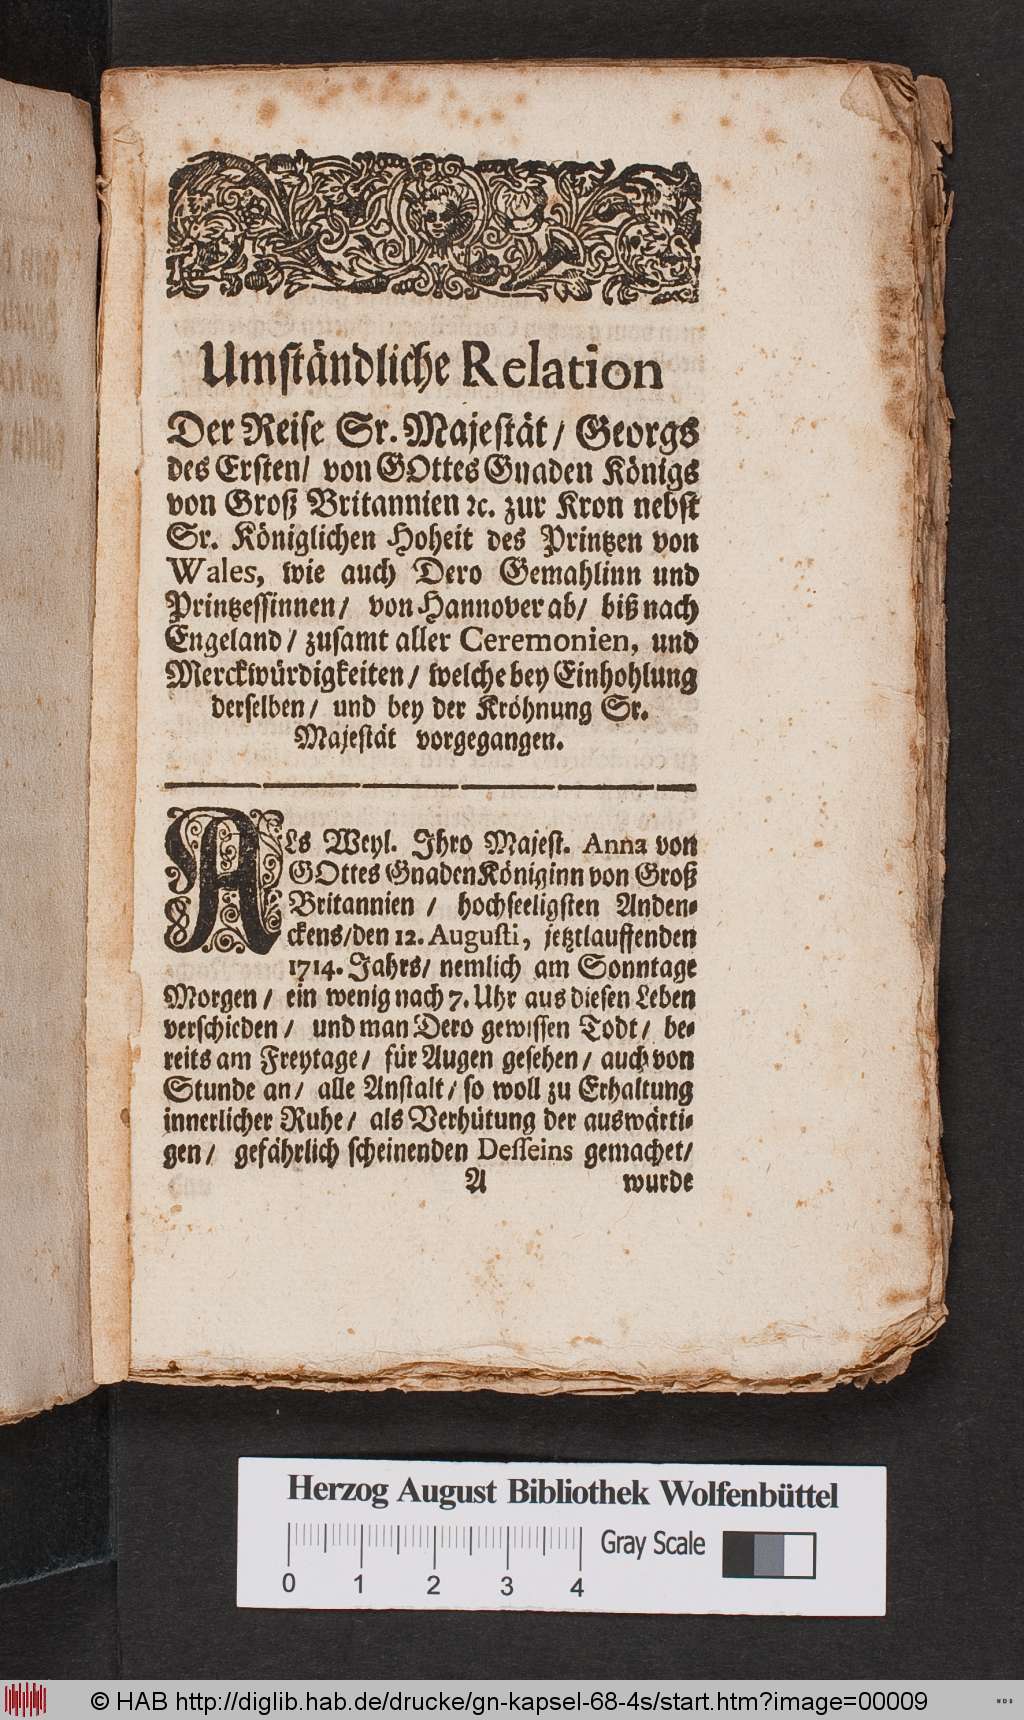 Umſtändliche Relation
Der Reiſe Sr. Majeſtät/ Georgs
des Erſten/ von GOttes Gnaden Königs
von Groß Britannien ꝛc. zur Kron nebſt
Sr. Königlichen Hoheit des Printzen von
Wales, wie auch Dero Gemahlinn und
Printzeſſinnen/ von Hannover ab/ biß nach
Engeland/ zuſamt aller Ceremonien, und
Merckwürdigkeiten/ welche bey Einhohlung
derſelben/ und bey der Kröhnung Sr.
Majeſtät vorgegangen.
ALs Weyl. Ihro Majeſt. Anna von
GOttes Gnaden Königinn von Groß
Britannien / hochſeeligſten Anden⸗
ckens/den 12. Auguſti, jetztlauffenden
1714. Jahrs/ nemlich am Sonntage
Morgen/ ein wenig nach 7. Uhr aus dieſen Leben
verſchieden/ und man Dero gewiſſen Todt/ be⸗
reits am Freytage/ für Augen geſehen/ auch von
Stunde an/ alle Anſtalt/ ſo woll zu Erhaltung
innerlicher Ruhe/ als Verhütung der auswärti⸗
gen/ gefährlich ſcheinenden Deſſeins gemachet/
A wurde
Herzog August Bibliothek Wolfenbüttel
Gray Scale
0 1 2 3 4
© HAB http://diglib.hab.de/drucke/gn-kapsel-68-4s/start.htm?image=00009